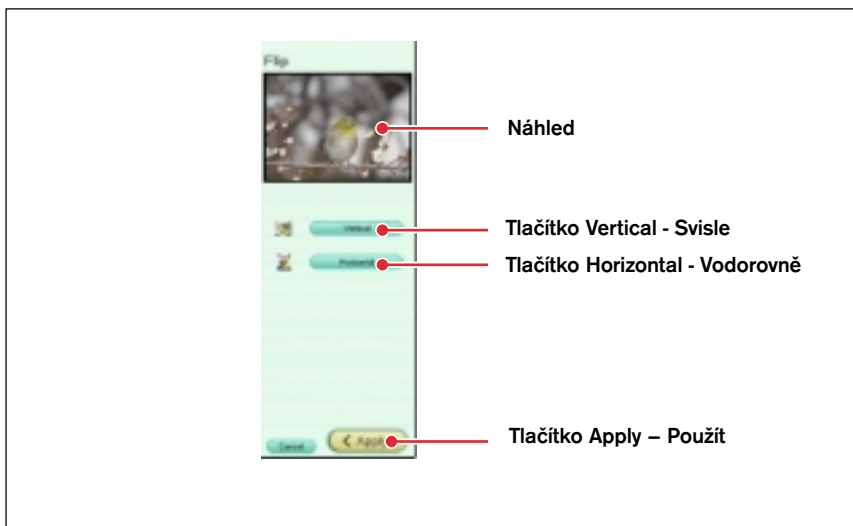 Flip
Náhled
Vertical
Tlačítko Vertical - Svisle
Horizontal
Tlačítko Horizontal - Vodorovně
Cancel
Apply
Tlačítko Apply – Použít